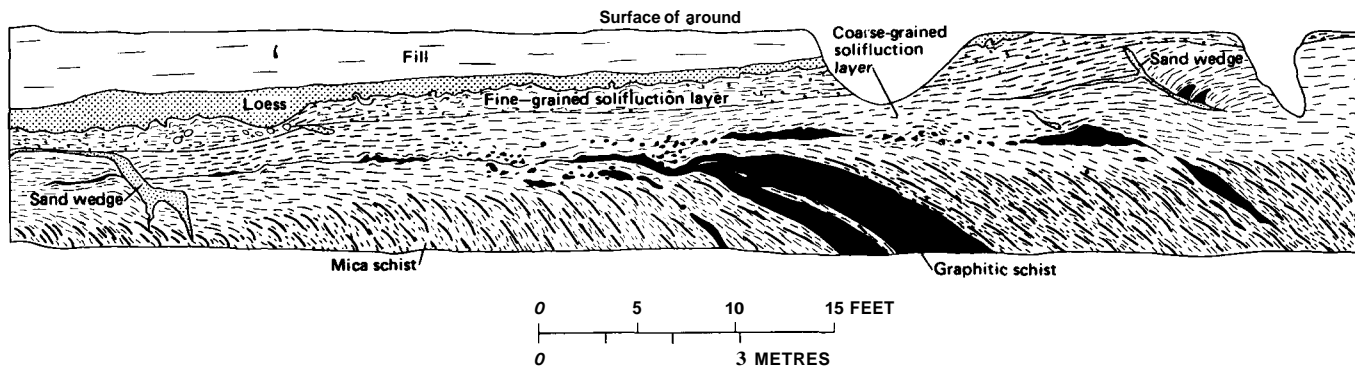 Surface of around
Coarse-grained
solifluction
layer
Sand wedge
Fill
Loess
Fine-grained solifluction layer
Sand wedge
Mica schist
Graphitic schist
0 5 10 15 FEET
0 3 METRES